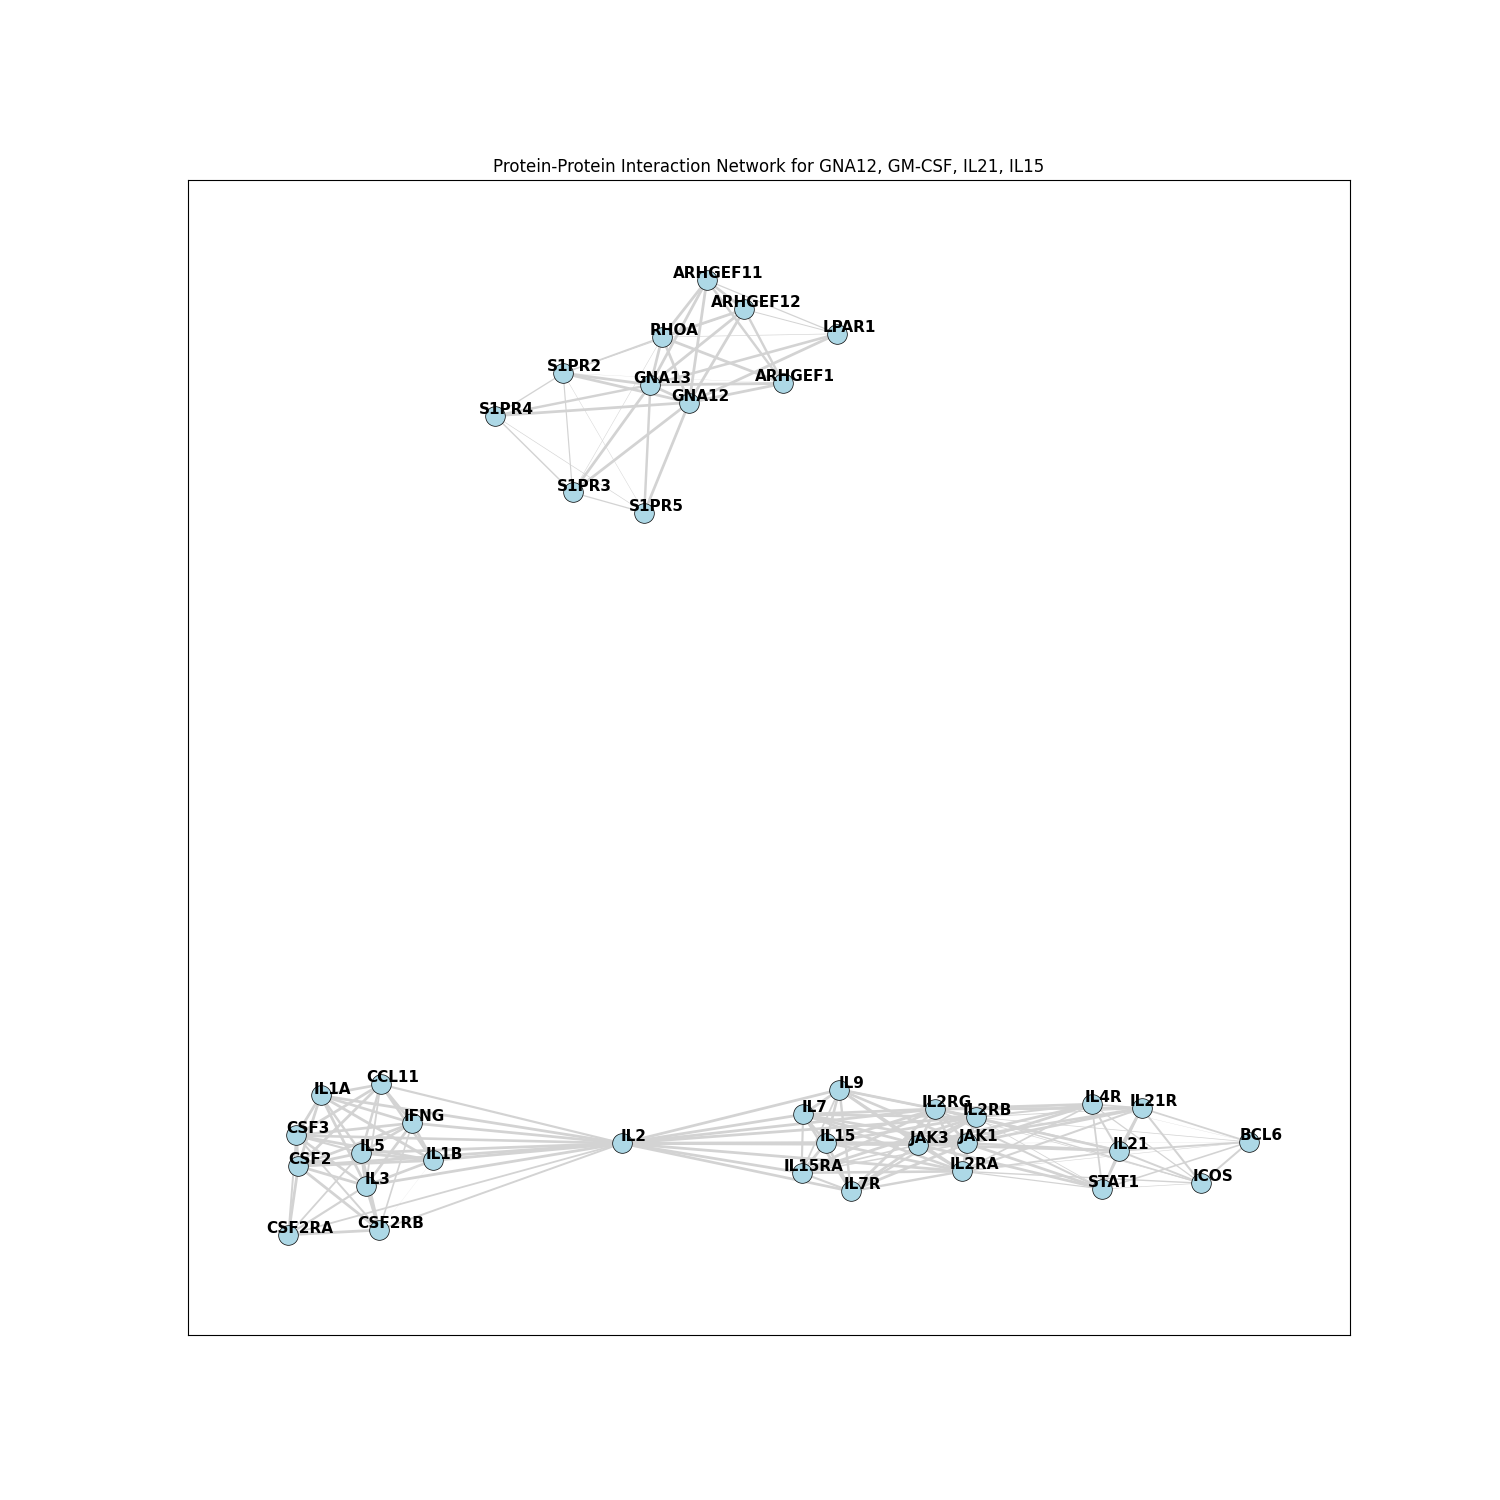 Protein-Protein Interaction Network for GNA12, GM-CSF, IL21, IL15
ARHGEF11
ARHGEF12
LPAR1
RHOA
S1PR2
GNA13
ARHGEF1
GNA12
S1PR4
S1PR3
S1PR5
IL1A
CCL11
IFNG
CSF3
IL5
IL1B
CSF2
IL3
CSF2RA
CSF2RB
IL2
IL9
IL7
IL15
IL15RA
IL7R
IL2RG
IL2RB
JAK3
JAK1
IL2RA
IL4R
IL21R
IL21
STAT1
BCL6
ICOS